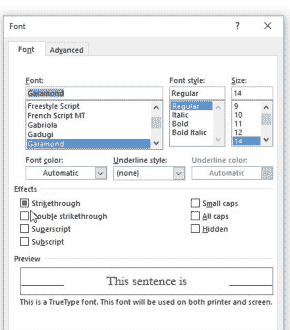 Font ? X
Font Advanced
Font: Font style: Size:
Garamond Regular 14
Freestyle Script Regular 9
French Script MT Italic 10
Gabriola Bold 11
Gadugi Bold Italic 12
Garamond 14
Font color: Underline style: Underline color:
Automatic (none) Automatic
Effects
Strikethrough Small caps
Double strikethrough All caps
Superscript Hidden
Subscript
Preview
This sentence is
This is a TrueType font. This font will be used on both printer and screen.